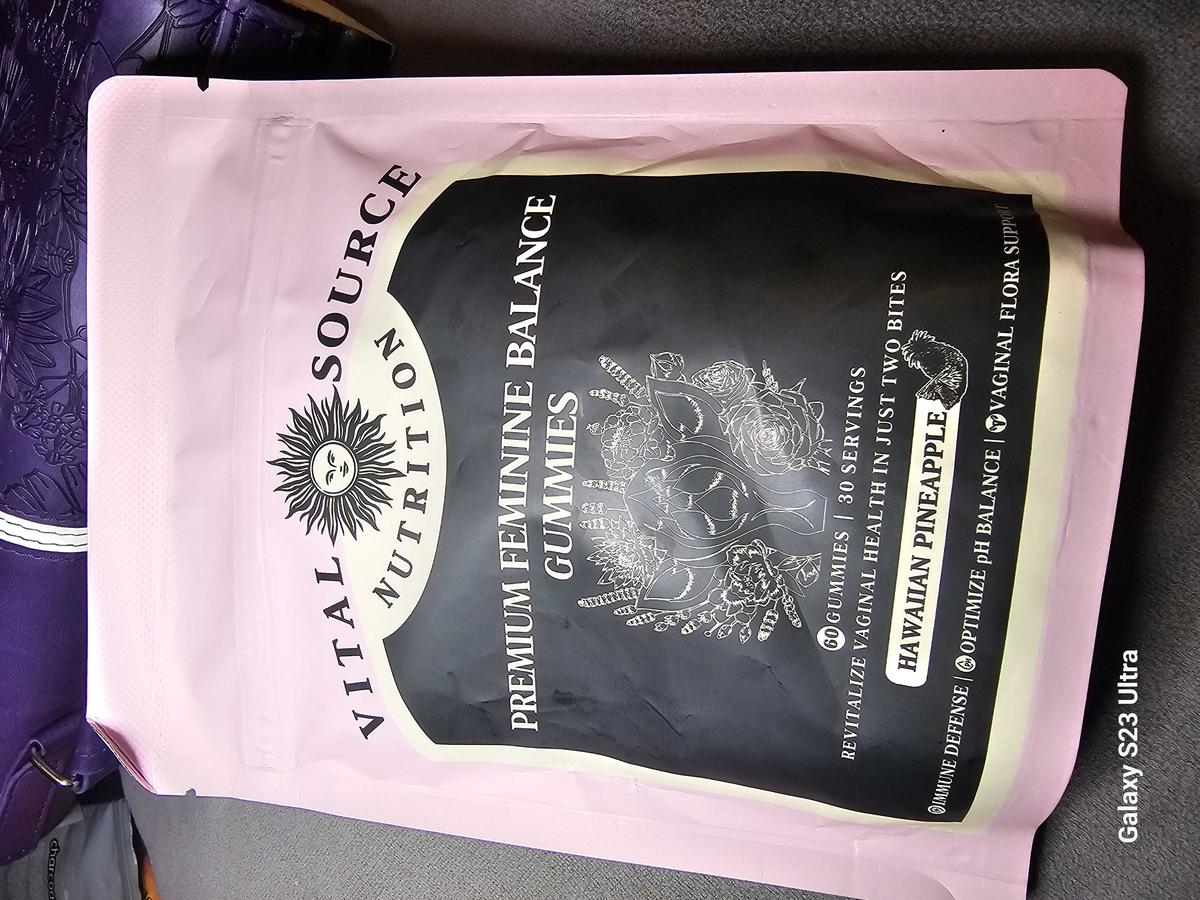 VITAL SOURCE
NUTRITION
PREMIUM FEMININE BALANCE
GUMMIES
60 GUMMIES | 30 SERVINGS
REVITALIZE VAGINAL HEALTH IN JUST TWO BITES
HAWAIIAN PINEAPPLE
IMMUNE DEFENSE | OPTIMIZE pH BALANCE | VAGINAL FLORA SUPPORT
Galaxy S23 Ultra